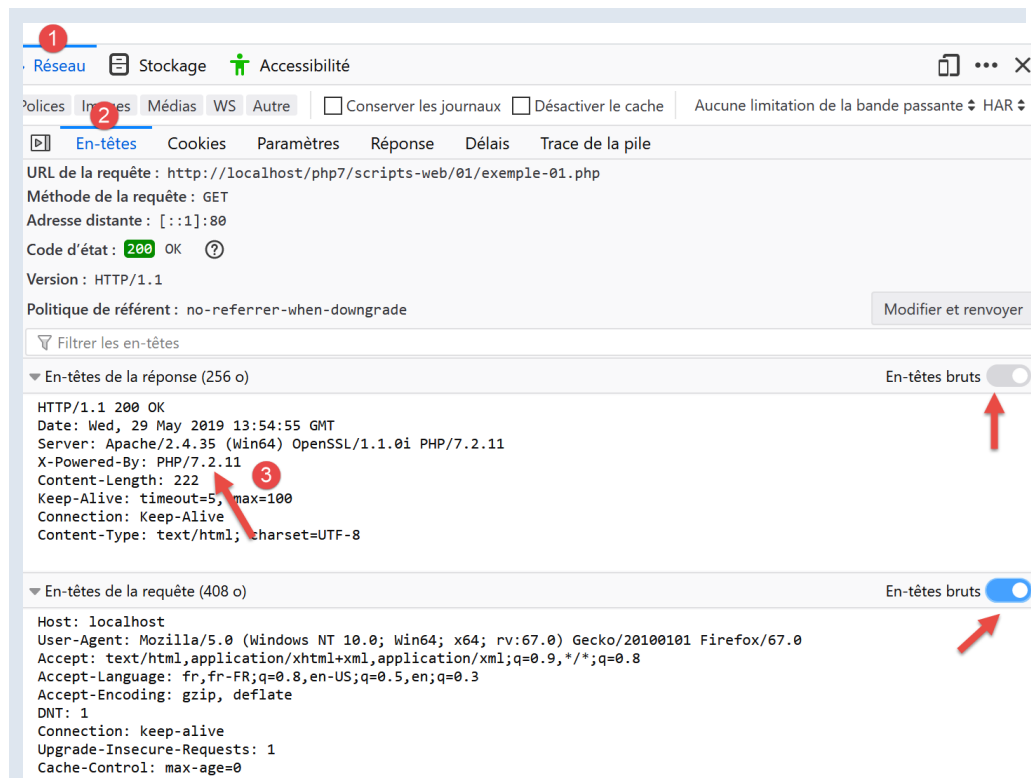 1
Réseau Stockage Accessibilité
Polices Images Médias WS Autre Conserver les journaux Désactiver le cache Aucune limitation de la bande passante HAR
2
En-têtes Cookies Paramètres Réponse Délais Trace de la pile
URL de la requête : http://localhost/php7/scripts-web/01/exemple-01.php
Méthode de la requête : GET
Adresse distante : [::1]:80
Code d'état : 200 OK ?
Version : HTTP/1.1
Politique de référent : no-referrer-when-downgrade Modifier et renvoyer
Filtrer les en-têtes
En-têtes de la réponse (256 o) En-têtes bruts
HTTP/1.1 200 OK
Date: Wed, 29 May 2019 13:54:55 GMT
Server: Apache/2.4.35 (Win64) OpenSSL/1.1.0i PHP/7.2.11
X-Powered-By: PHP/7.2.11
3
Content-Length: 222
Keep-Alive: timeout=5, max=100
Connection: Keep-Alive
Content-Type: text/html; charset=UTF-8
En-têtes de la requête (408 o) En-têtes bruts
Host: localhost
User-Agent: Mozilla/5.0 (Windows NT 10.0; Win64; x64; rv:67.0) Gecko/20100101 Firefox/67.0
Accept: text/html,application/xhtml+xml,application/xml;q=0.9,*/*;q=0.8
Accept-Language: fr,fr-FR;q=0.8,en-US;q=0.5,en;q=0.3
Accept-Encoding: gzip, deflate
DNT: 1
Connection: keep-alive
Upgrade-Insecure-Requests: 1
Cache-Control: max-age=0